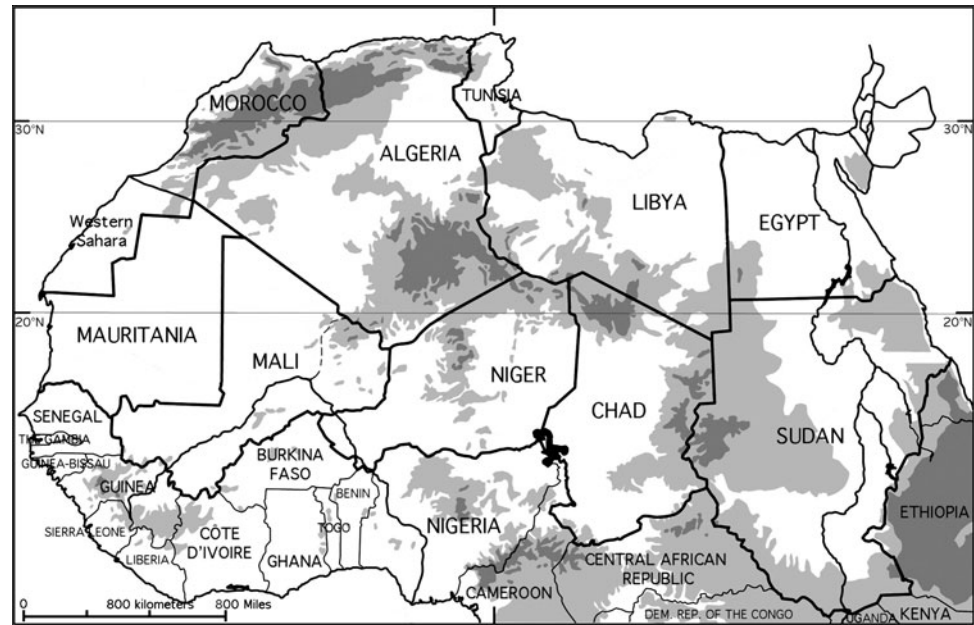 MOROCCO
TUNISIA
30°N
30°N
ALGERIA
LIBYA
EGYPT
Western
Sahara
20°N
20°N
MAURITANIA
MALI
NIGER
CHAD
SUDAN
SENEGAL
THE GAMBIA
GUINEA-BISSAU
BURKINA
FASO
GUINEA
BENIN
NIGERIA
ETHIOPIA
SIERRA LEONE
CÔTE
D'IVOIRE
TOGO
GHANA
LIBERIA
CENTRAL AFRICAN
REPUBLIC
CAMEROON
0
800 kilometers
800 Miles
DEM. REP. OF THE CONGO
UGANDA
KENYA